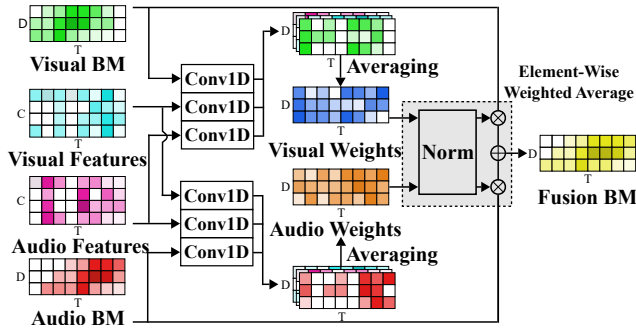 D
T
Visual BM
C
T
Visual Features
C
T
Audio Features
D
T
Audio BM
Conv1D
Conv1D
Conv1D
Conv1D
Conv1D
Conv1D
D
T
Averaging
D
T
Visual Weights
D
T
Audio Weights
Averaging
D
T
Norm
Element-Wise
Weighted Average
D
T
Fusion BM